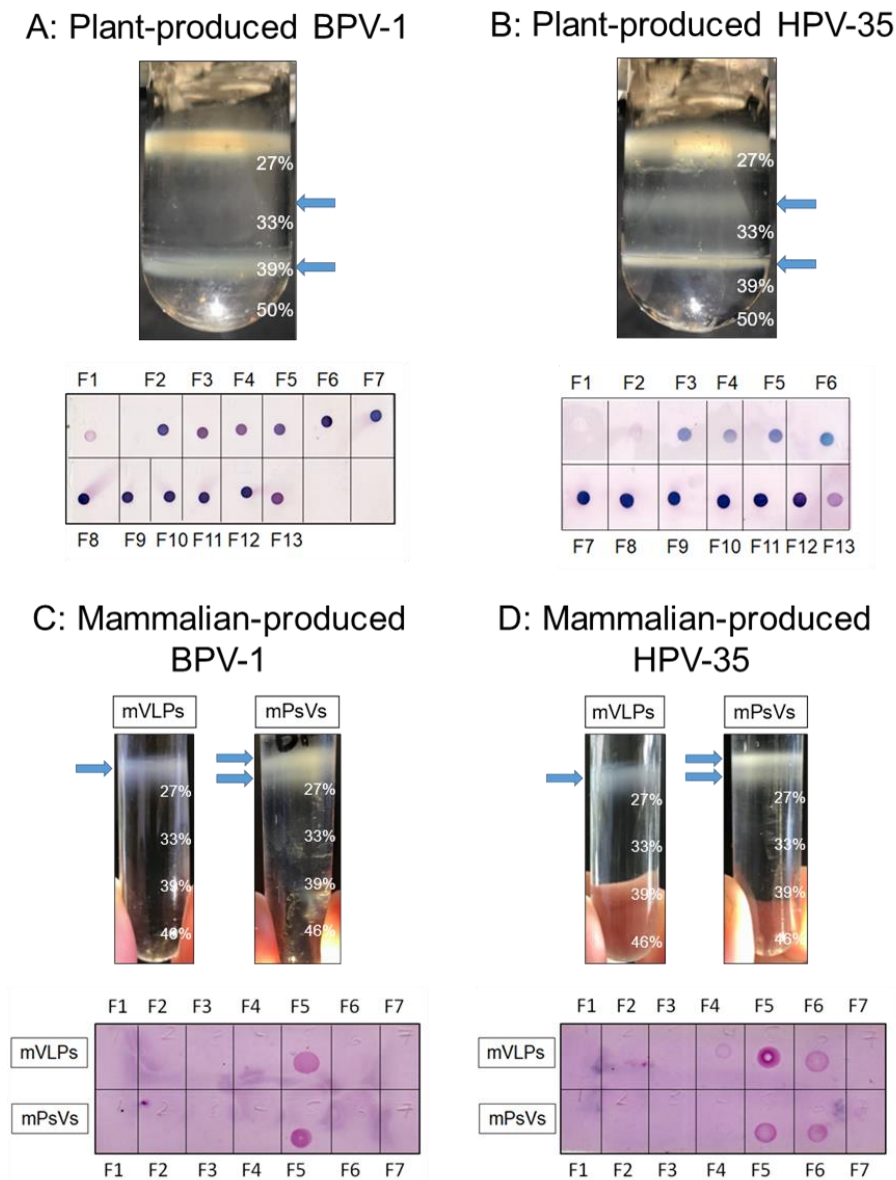 A: Plant-produced BPV-1
B: Plant-produced HPV-35
27%
33%
39%
50%
27%
33%
39%
50%
F1 F2 F3 F4 F5 F6 F7
F8 F9 F10 F11 F12 F13
F1 F2 F3 F4 F5 F6
F7 F8 F9 F10 F11 F12 F13
C: Mammalian-produced
BPV-1
D: Mammalian-produced
HPV-35
mVLPs
mPsVs
27%
33%
39%
46%
27%
33%
39%
46%
mVLPs
mPsVs
27%
33%
39%
46%
27%
33%
39%
46%
F1 F2 F3 F4 F5 F6 F7
mVLPs
mPsVs
F1 F2 F3 F4 F5 F6 F7
F1 F2 F3 F4 F5 F6 F7
mVLPs
mPsVs
F1 F2 F3 F4 F5 F6 F7